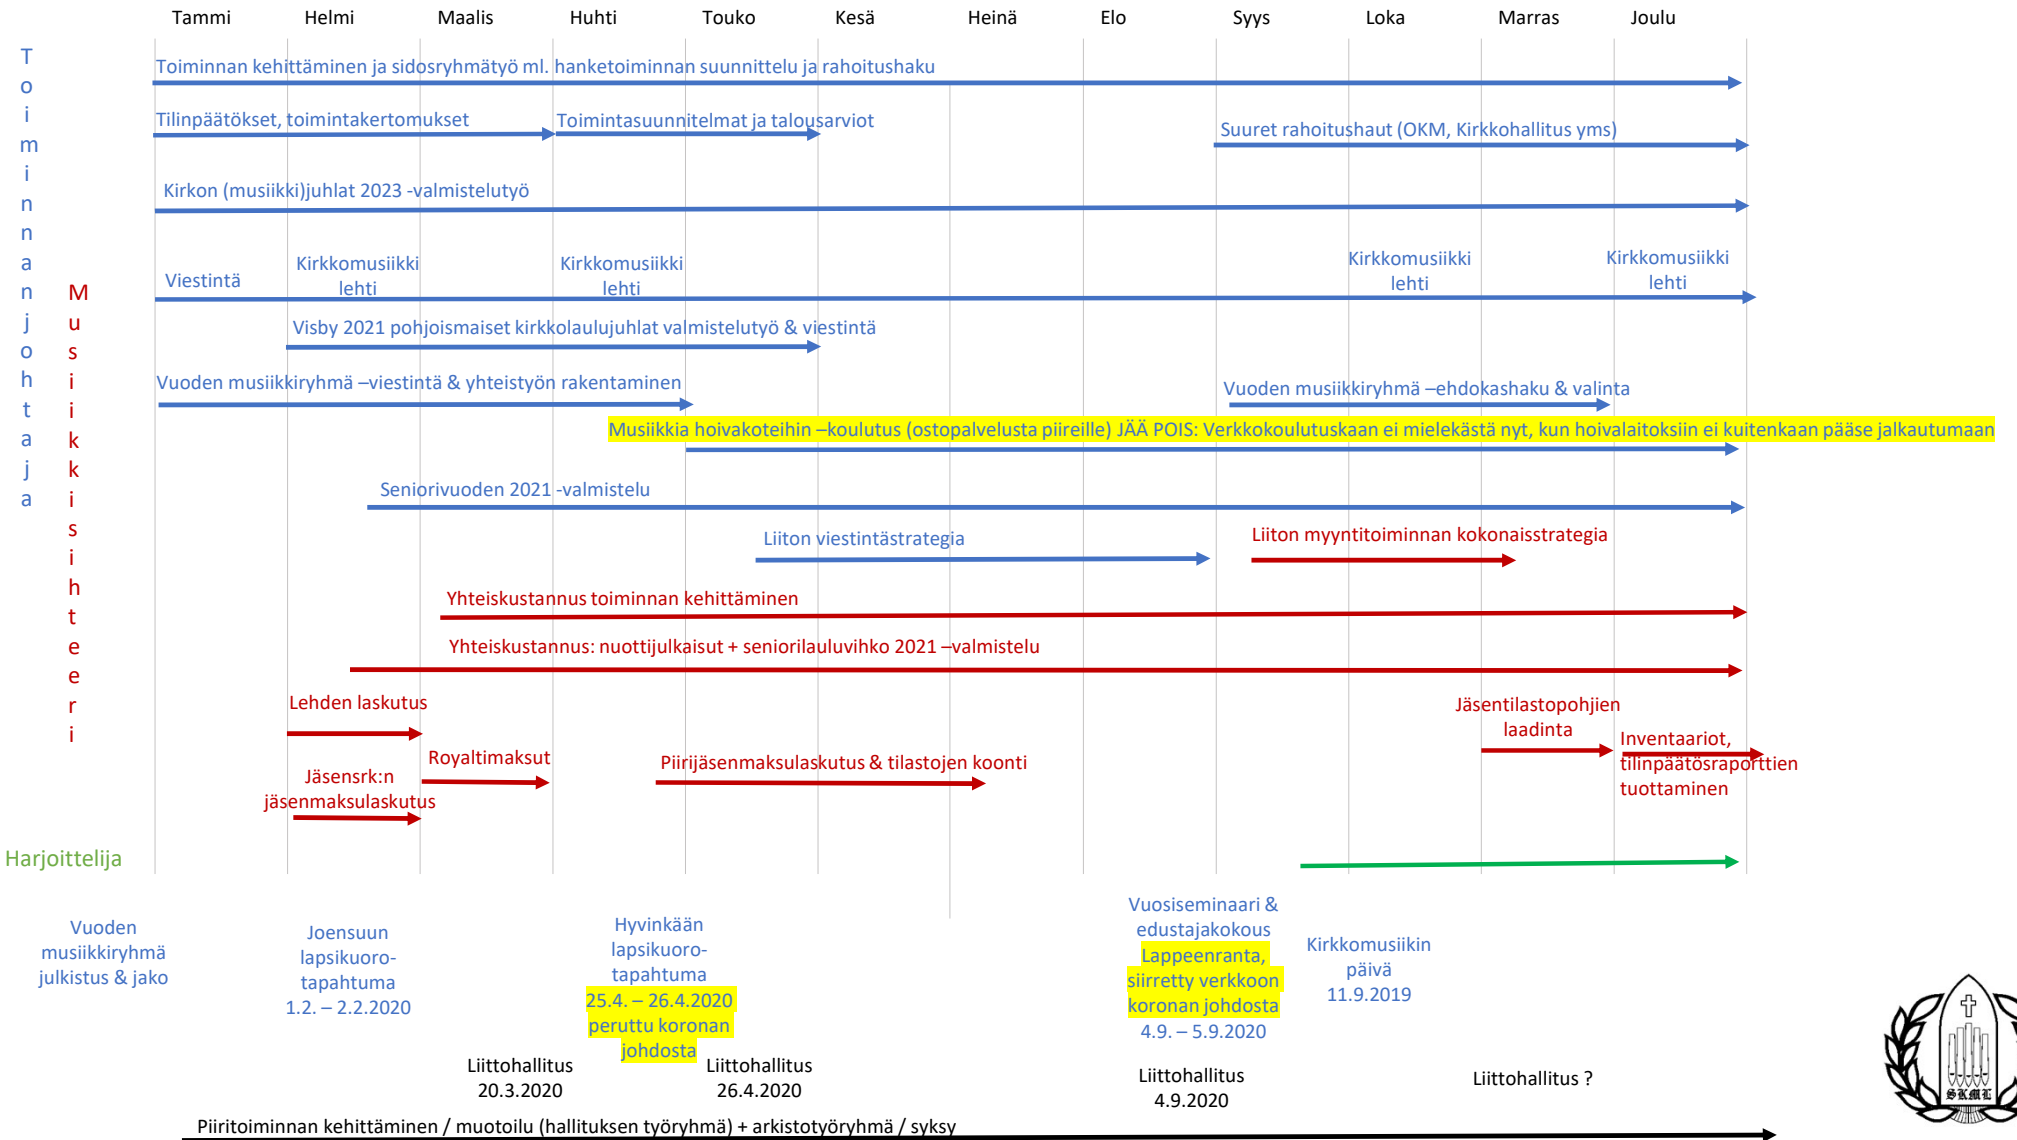 Tammi Helmi Maalis Huhti Touko Kesä Heinä Elo Syys Loka Marras Joulu
Toiminnanjohtaja
Musiikkisihteeri
Toiminnan kehittäminen ja sidosryhmätyö ml. hanketoiminnan suunnittelu ja rahoitushaku
Tilinpäätökset, toimintakertomukset
Toimintasuunnitelmat ja talousarviot
Suuret rahoitushaut (OKM, Kirkkohallitus yms)
Kirkon (musiikki)juhlat 2023 -valmistelutyö
Viestintä
Kirkkomusiikki
lehti
Kirkkomusiikki
lehti
Kirkkomusiikki
lehti
Kirkkomusiikki
lehti
Visby 2021 pohjoismaiset kirkkolaulujuhlat valmistelutyö & viestintä
Vuoden musiikkiryhmä –viestintä & yhteistyön rakentaminen
Vuoden musiikkiryhmä –ehdokashaku & valinta
Musiikkia hoivakoteihin –koulutus (ostopalvelusta piireille) JÄÄ POIS: Verkkokoulutuskaan ei mielekästä nyt, kun hoivalaitoksiin ei kuitenkaan pääse jalkautumaan
Seniorivuoden 2021 -valmistelu
Liiton viestintästrategia
Liiton myyntitoiminnan kokonaisstrategia
Yhteiskustannus toiminnan kehittäminen
Yhteiskustannus: nuottijulkaisut + seniorilauluvihko 2021 –valmistelu
Lehden laskutus
Jäsensrk:n
jäsenmaksulaskutus
Royaltimaksut
Piirijäsenmaksulaskutus & tilastojen koonti
Jäsentilastopohjien
laadinta
Inventaariot,
tilinpäätösraporttien
tuottaminen
Harjoittelija
Vuoden
musiikkiryhmä
julkistus & jako
Joensuun
lapsikuoro-
tapahtuma
1.2. – 2.2.2020
Hyvinkään
lapsikuoro-
tapahtuma
25.4. – 26.4.2020
peruttu koronan
johdosta
Vuosiseminaari &
edustajakokous
Lappeenranta,
siirretty verkkoon
koronan johdosta
4.9. – 5.9.2020
Kirkkomusiikin
päivä
11.9.2019
Liittohallitus
20.3.2020
Liittohallitus
26.4.2020
Liittohallitus
4.9.2020
Liittohallitus ?
SKML
Piiritoiminnan kehittäminen / muotoilu (hallituksen työryhmä) + arkistotyöryhmä / syksy